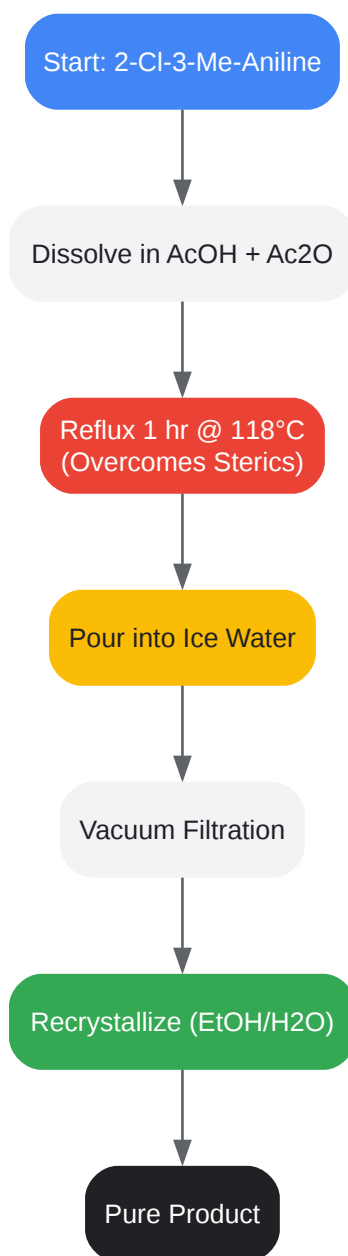 Start: 2-Cl-3-Me-Aniline
Dissolve in AcOH + Ac2O
Reflux 1 hr @ 118°C
(Overcomes Sterics)
Pour into Ice Water
Vacuum Filtration
Recrystallize (EtOH/H2O)
Pure Product